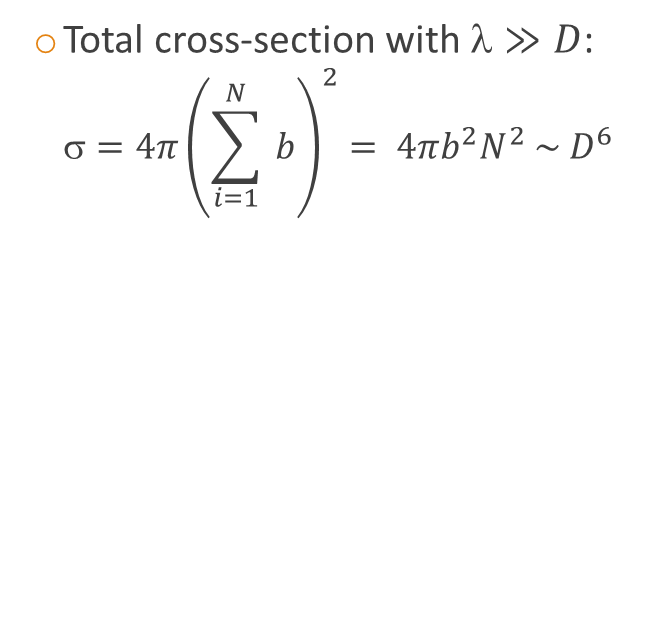 ○ Total cross-section with λ ≫ D:
σ = 4π(∑_{i=1}^{N} b)² = 4πb²N² ~ D⁶